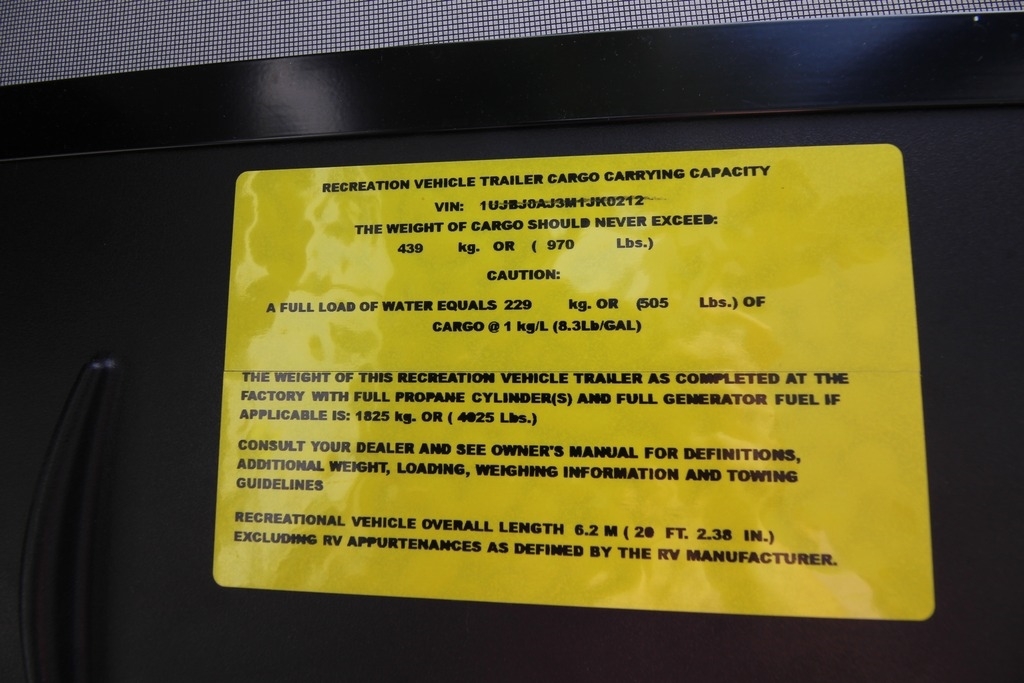 RECREATION VEHICLE TRAILER CARGO CARRYING CAPACITY
VIN: 1UJBJ0AJ3M1JK0212
THE WEIGHT OF CARGO SHOULD NEVER EXCEED:
439 kg. OR ( 970 Lbs.)
CAUTION:
A FULL LOAD OF WATER EQUALS 229 kg. OR (505 Lbs.) OF
CARGO @ 1 kg/L (8.3Lb/GAL)
THE WEIGHT OF THIS RECREATION VEHICLE TRAILER AS COMPLETED AT THE
FACTORY WITH FULL PROPANE CYLINDER(S) AND FULL GENERATOR FUEL IF
APPLICABLE IS: 1825 kg. OR ( 4025 Lbs.)
CONSULT YOUR DEALER AND SEE OWNER'S MANUAL FOR DEFINITIONS,
ADDITIONAL WEIGHT, LOADING, WEIGHING INFORMATION AND TOWING
GUIDELINES
RECREATIONAL VEHICLE OVERALL LENGTH 6.2 M ( 20 FT. 2.38 IN.)
EXCLUDING RV APPURTENANCES AS DEFINED BY THE RV MANUFACTURER.